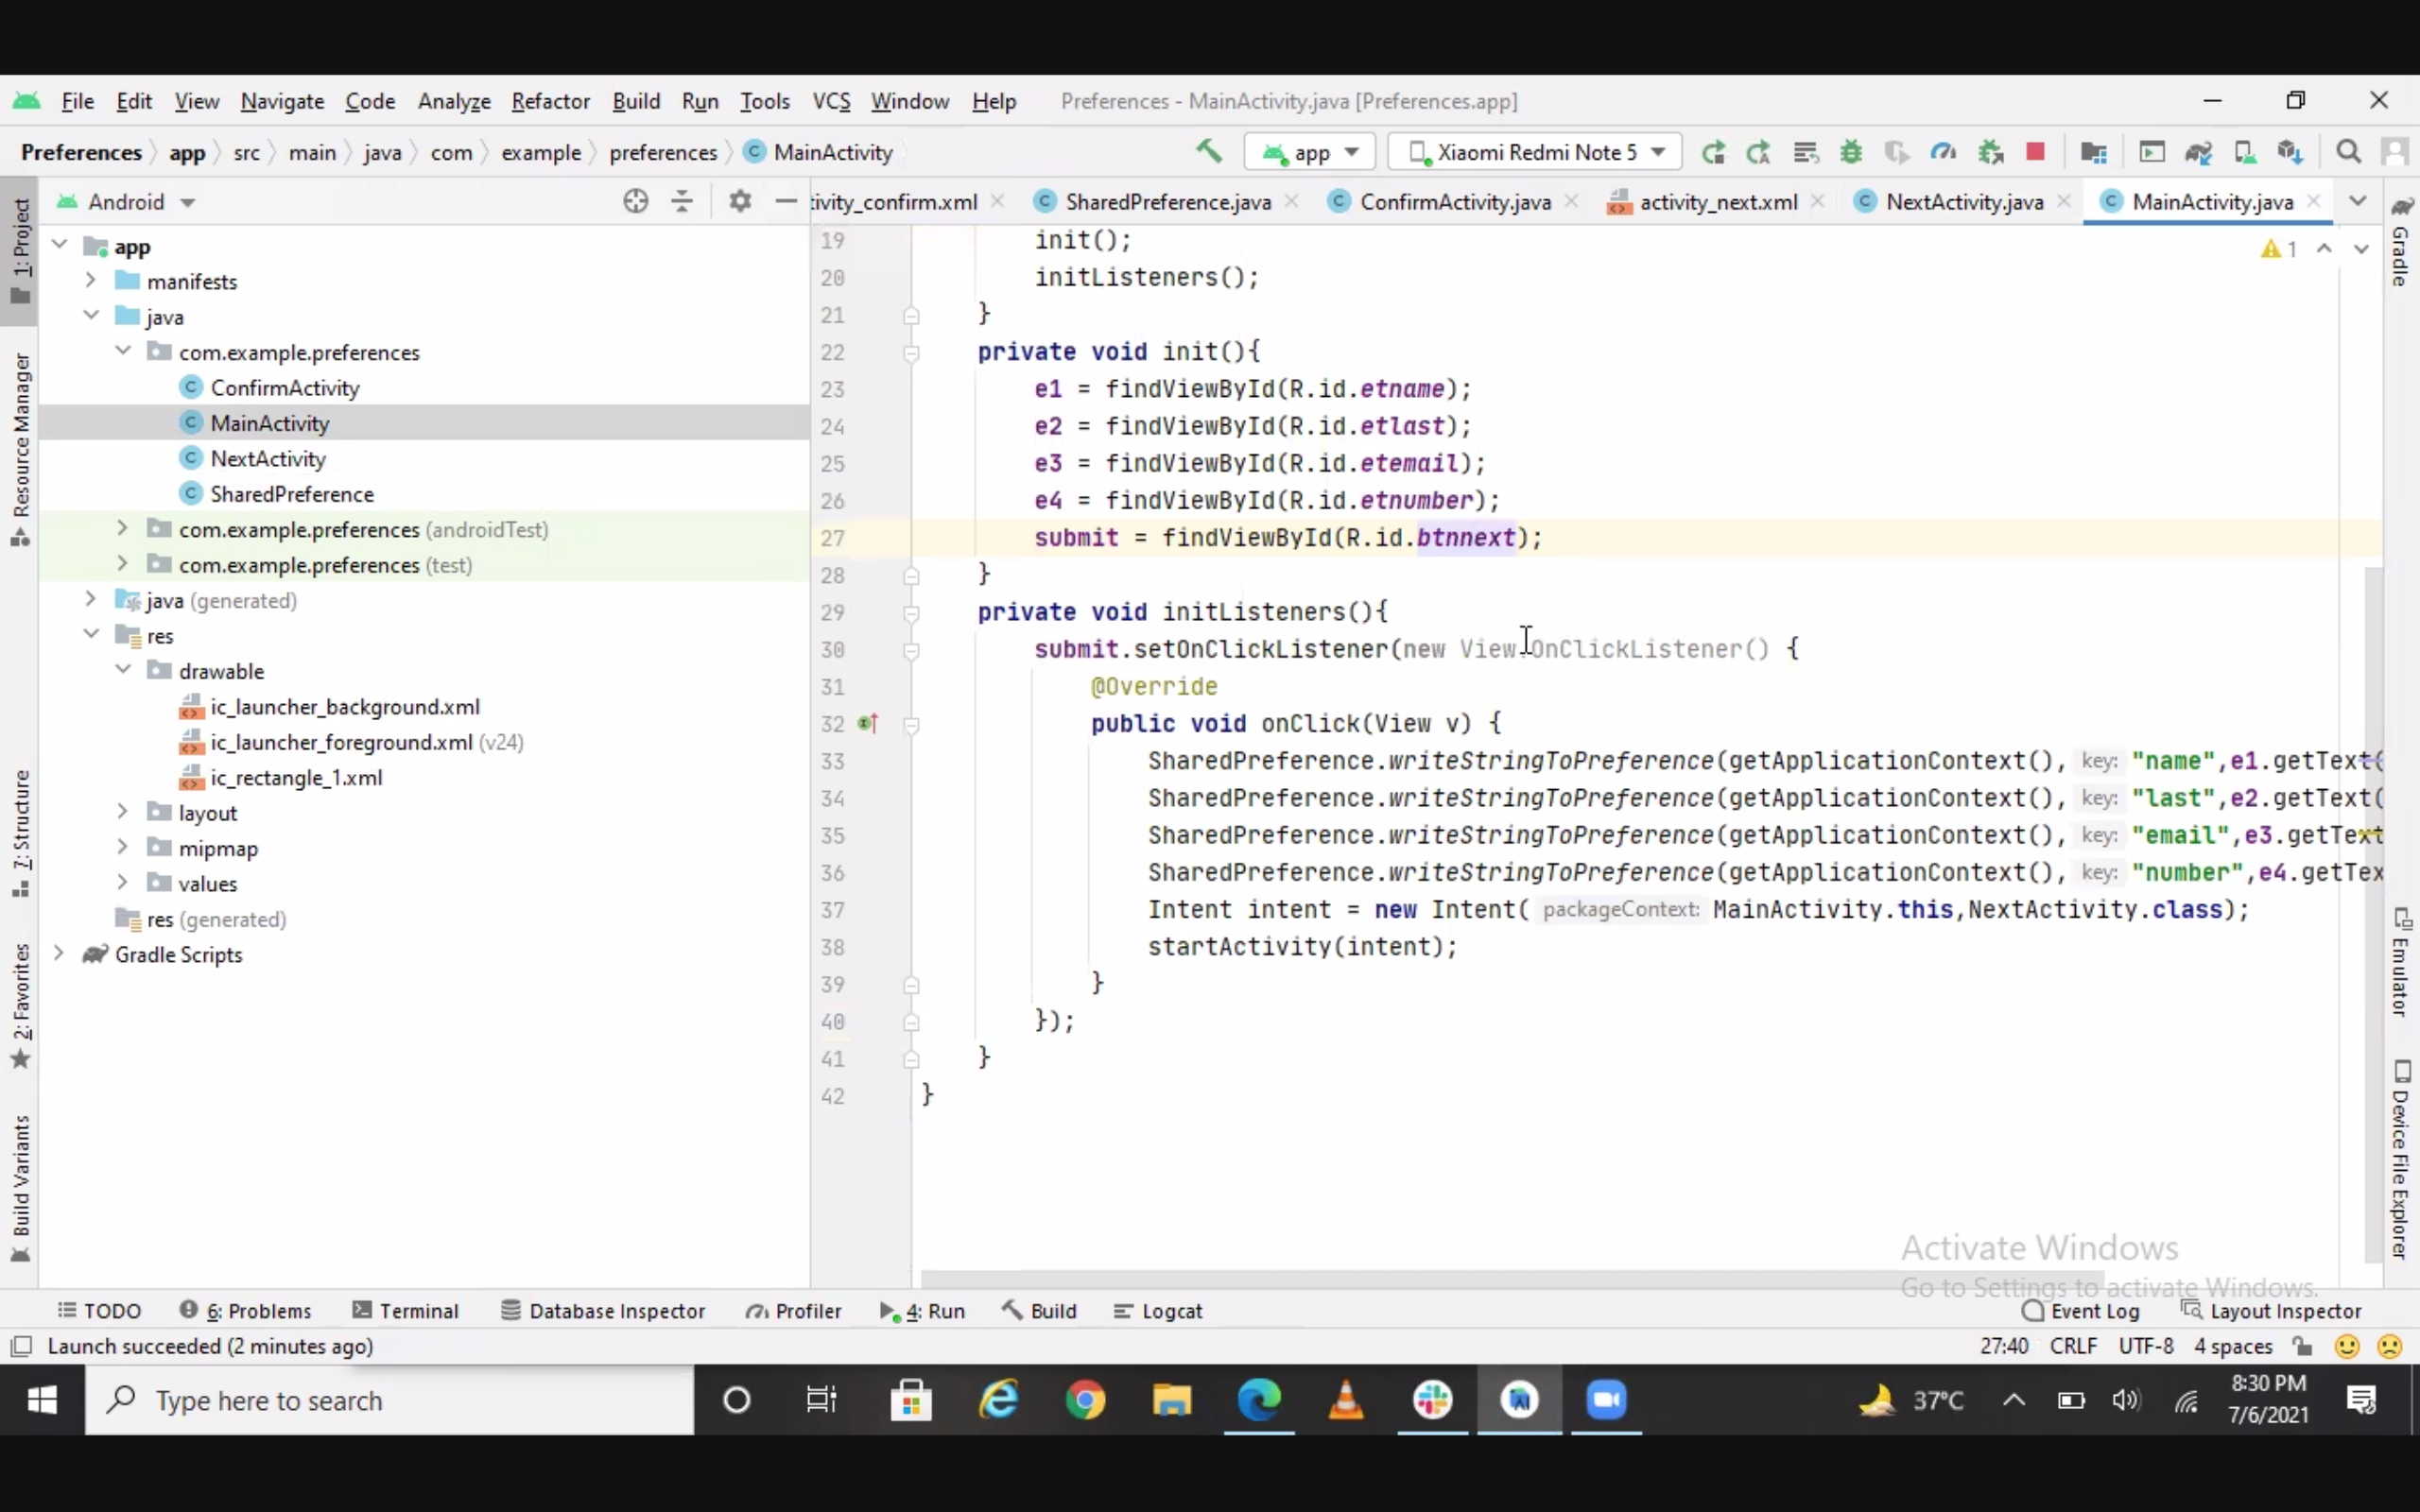 File Edit View Navigate Code Analyze Refactor Build Run Tools VCS Window Help Preferences - MainActivity.java [Preferences.app]
Preferences app src main java com example preferences MainActivity app Xiaomi Redmi Note 5
Android
tivity_confirm.xml SharedPreference.java ConfirmActivity.java activity_next.xml NextActivity.java MainActivity.java
1: Project
Resource Manager
7: Structure
2: Favorites
Build Variants
app
manifests
java
com.example.preferences
ConfirmActivity
MainActivity
NextActivity
SharedPreference
com.example.preferences (androidTest)
com.example.preferences (test)
java (generated)
res
drawable
ic_launcher_background.xml
ic_launcher_foreground.xml (v24)
ic_rectangle_1.xml
layout
mipmap
values
res (generated)
Gradle Scripts
1
19 init();
20 initListeners();
21 }
22 private void init(){
23 e1 = findViewById(R.id.etname);
24 e2 = findViewById(R.id.etlast);
25 e3 = findViewById(R.id.etemail);
26 e4 = findViewById(R.id.etnumber);
27 submit = findViewById(R.id.btnnext);
28 }
29 private void initListeners(){
30 submit.setOnClickListener(new View.OnClickListener() {
31 @Override
32 public void onClick(View v) {
33 SharedPreference.writeStringToPreference(getApplicationContext(), key: "name",e1.getText(
34 SharedPreference.writeStringToPreference(getApplicationContext(), key: "last",e2.getText(
35 SharedPreference.writeStringToPreference(getApplicationContext(), key: "email",e3.getText
36 SharedPreference.writeStringToPreference(getApplicationContext(), key: "number",e4.getTex
37 Intent intent = new Intent( packageContext: MainActivity.this,NextActivity.class);
38 startActivity(intent);
39 }
40 });
41 }
42 }
Gradle
Emulator
Device File Explorer
Activate Windows
Go to Settings to activate Windows.
TODO 6: Problems Terminal Database Inspector Profiler 4: Run Build Logcat Event Log Layout Inspector
Launch succeeded (2 minutes ago) 27:40 CRLF UTF-8 4 spaces
Type here to search 37°C 8:30 PM
7/6/2021